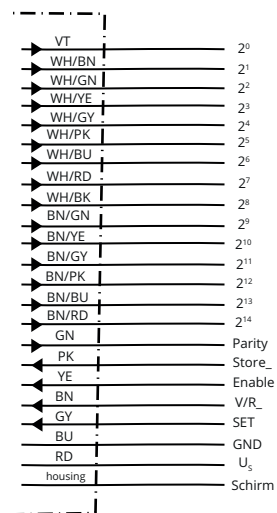 VT 2⁰
WH/BN 2¹
WH/GN 2²
WH/YE 2³
WH/GY 2⁴
WH/PK 2⁵
WH/BU 2⁶
WH/RD 2⁷
WH/BK 2⁸
BN/GN 2⁹
BN/YE 2¹⁰
BN/GY 2¹¹
BN/PK 2¹²
BN/BU 2¹³
BN/RD 2¹⁴
GN Parity
PK Store_
YE Enable
BN V/R_
GY SET
BU GND
RD Uₛ
housing Schirm